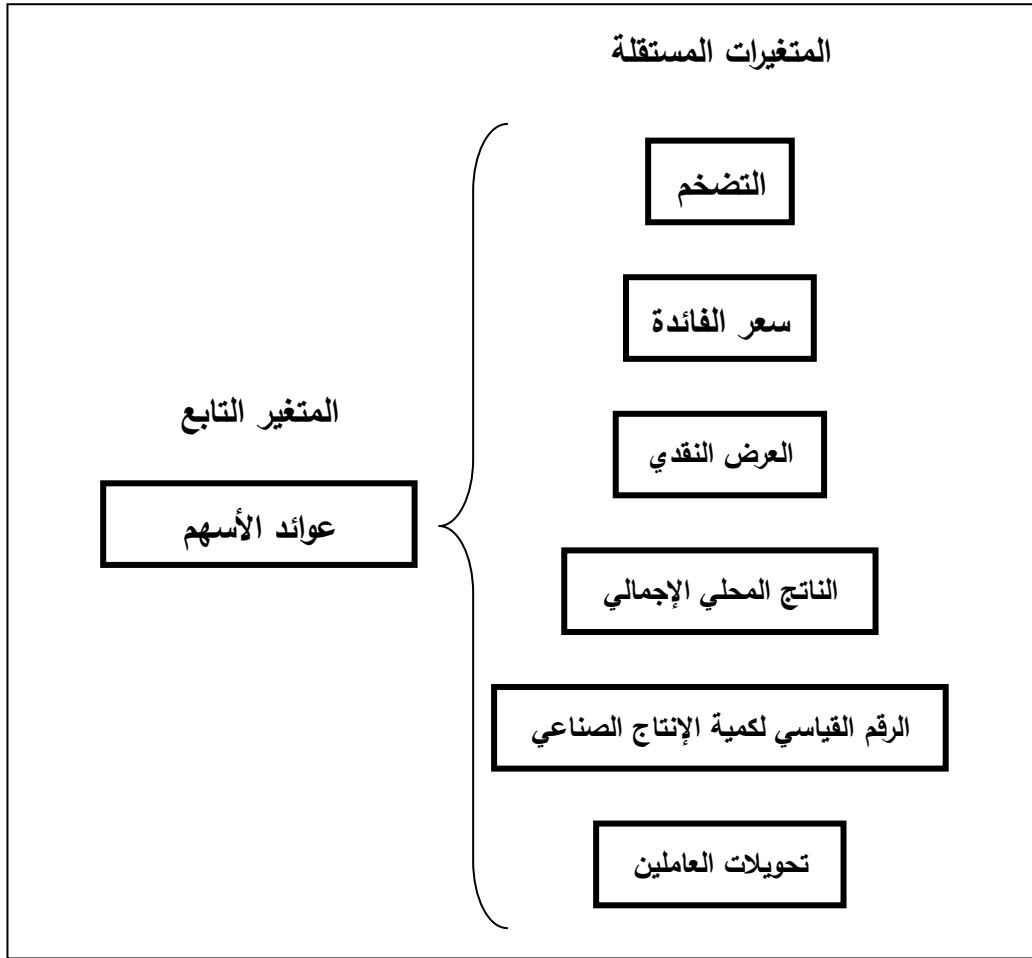 المتغيرات المستقلة
التضخم
سعر الفائدة
العرض النقدي
الناتج المحلي الإجمالي
الرقم القياسي لكمية الإنتاج الصناعي
تحويلات العاملين
المتغير التابع
عوائد الأسهم